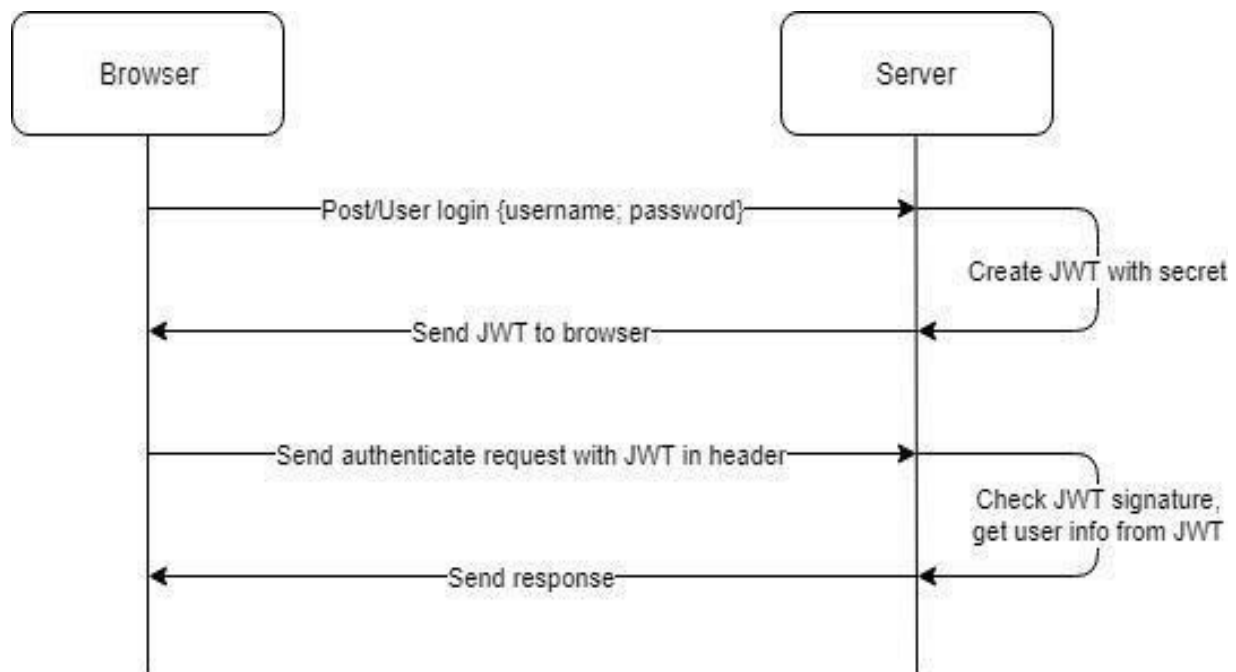 Browser
Server
Post/User login {username; password}
Create JWT with secret
Send JWT to browser
Send authenticate request with JWT in header
Check JWT signature,
get user info from JWT
Send response